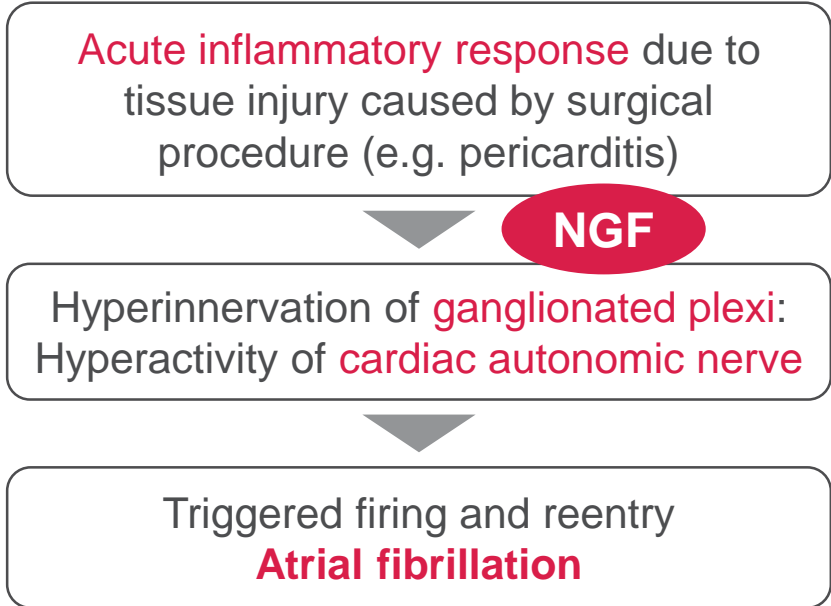 Acute inflammatory response due to
tissue injury caused by surgical
procedure (e.g. pericarditis)
NGF
Hyperinnervation of ganglionated plexi:
Hyperactivity of cardiac autonomic nerve
Triggered firing and reentry
Atrial fibrillation